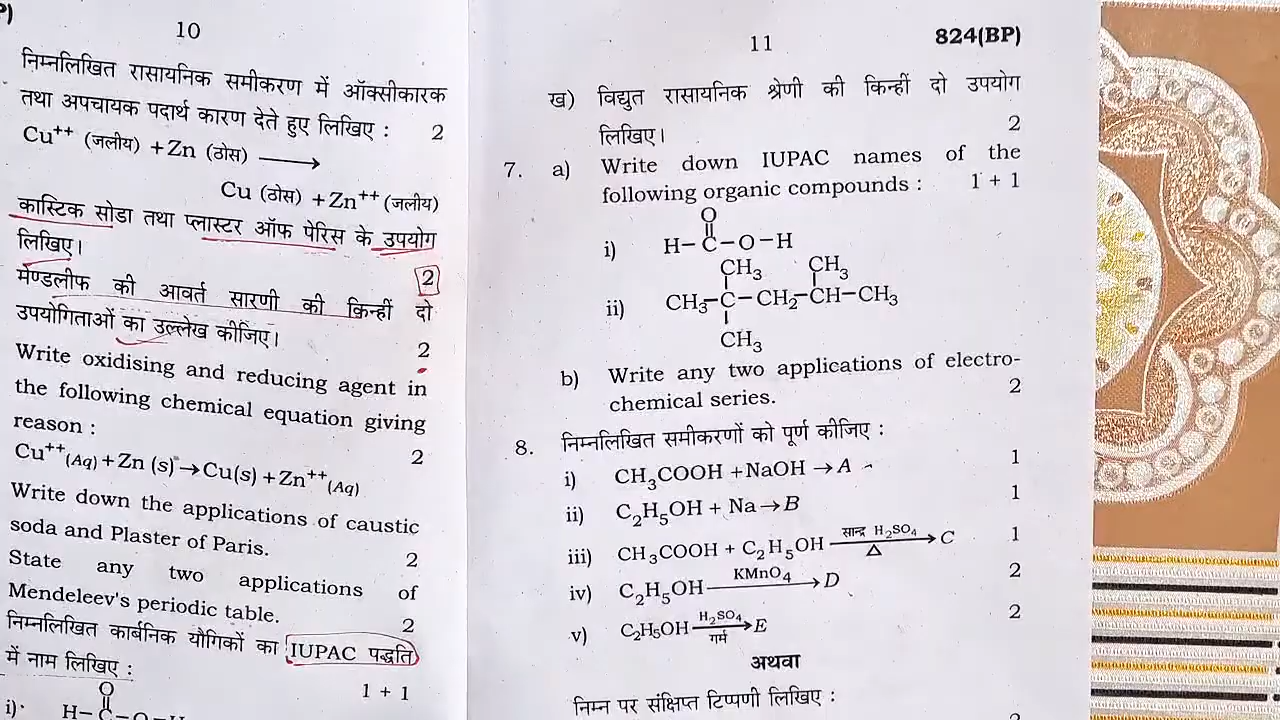 P)
10
निम्नलिखित रासायनिक समीकरण में ऑक्सीकारक
तथा अपचायक पदार्थ कारण देते हुए लिखिए : 2
Cu++ (जलीय) +Zn (ठोस) ⟶
Cu (ठोस) +Zn++ (जलीय)
कास्टिक सोडा तथा प्लास्टर ऑफ पेरिस के उपयोग
लिखिए। 2
मेण्डलीफ की आवर्त सारणी की किन्हीं दो
उपयोगिताओं का उल्लेख कीजिए। 2
Write oxidising and reducing agent in
the following chemical equation giving
reason : 2
Cu++(Aq)+Zn (s)→Cu(s)+Zn++(Aq)
Write down the applications of caustic
soda and Plaster of Paris. 2
State any two applications of
Mendeleev's periodic table. 2
निम्नलिखित कार्बनिक यौगिकों का IUPAC पद्धति
में नाम लिखिए :
1 + 1
O
i) H–C–O–H
11
824(BP)
ख) विद्युत रासायनिक श्रेणी की किन्हीं दो उपयोग
लिखिए। 2
7. a) Write down IUPAC names of the
following organic compounds : 1 + 1
O
i) H–C–O–H
CH3 CH3
ii) CH3–C–CH2–CH–CH3
CH3
b) Write any two applications of electro-
chemical series. 2
8. निम्नलिखित समीकरणों को पूर्ण कीजिए :
i) CH3COOH +NaOH →A 1
ii) C2H5OH + Na→B 1
iii) CH3COOH + C2H5OH सान्द्र H2SO4 ⟶ Δ C 1
iv) C2H5OH KMnO4 ⟶ D 2
v) C2H5OH H2SO4 ⟶ गर्म E 2
अथवा
निम्न पर संक्षिप्त टिप्पणी लिखिए :